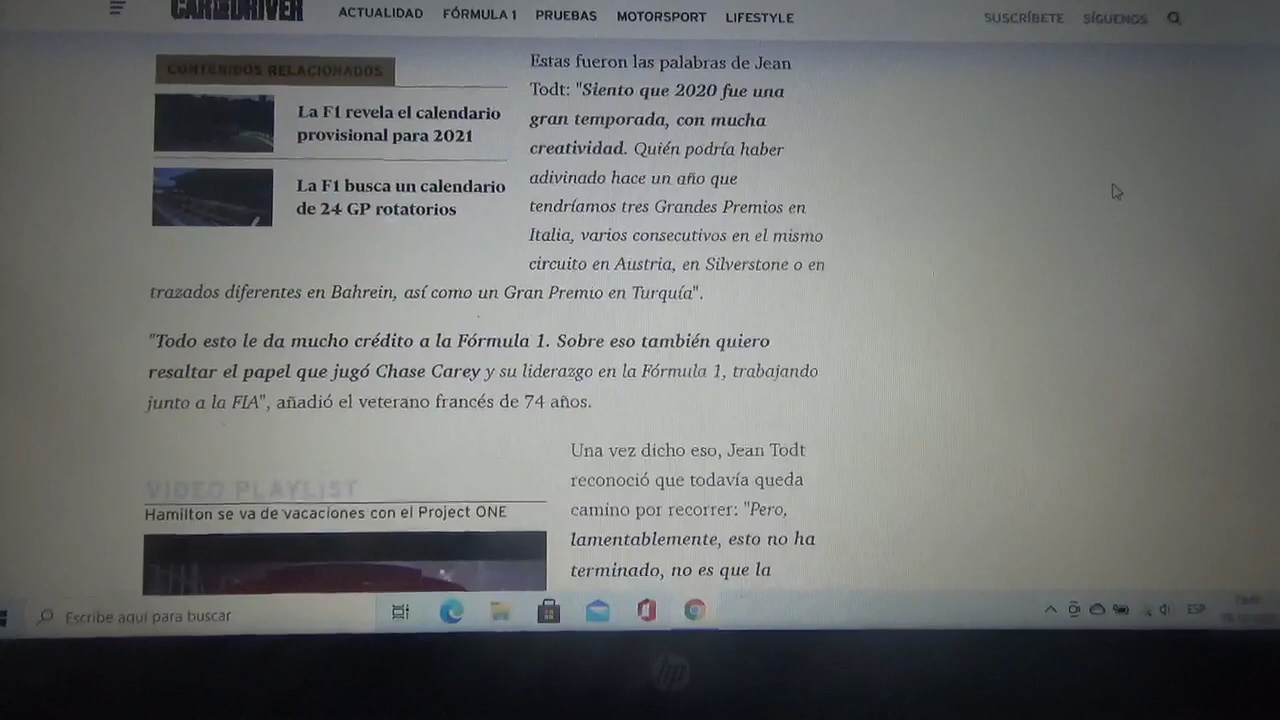 CAR AND DRIVER
ACTUALIDAD FÓRMULA 1 PRUEBAS MOTORSPORT LIFESTYLE
SUSCRÍBETE SÍGUENOS
CONTENIDOS RELACIONADOS
La F1 revela el calendario
provisional para 2021
La F1 busca un calendario
de 24 GP rotatorios
Estas fueron las palabras de Jean
Todt: "Siento que 2020 fue una
gran temporada, con mucha
creatividad. Quién podría haber
adivinado hace un año que
tendríamos tres Grandes Premios en
Italia, varios consecutivos en el mismo
circuito en Austria, en Silverstone o en
trazados diferentes en Bahrein, así como un Gran Premio en Turquía".
"Todo esto le da mucho crédito a la Fórmula 1. Sobre eso también quiero
resaltar el papel que jugó Chase Carey y su liderazgo en la Fórmula 1, trabajando
junto a la FIA", añadió el veterano francés de 74 años.
VIDEO PLAYLIST
Hamilton se va de vacaciones con el Project ONE
Una vez dicho eso, Jean Todt
reconoció que todavía queda
camino por recorrer: "Pero,
lamentablemente, esto no ha
terminado, no es que la
Escribe aquí para buscar
ESP
hp